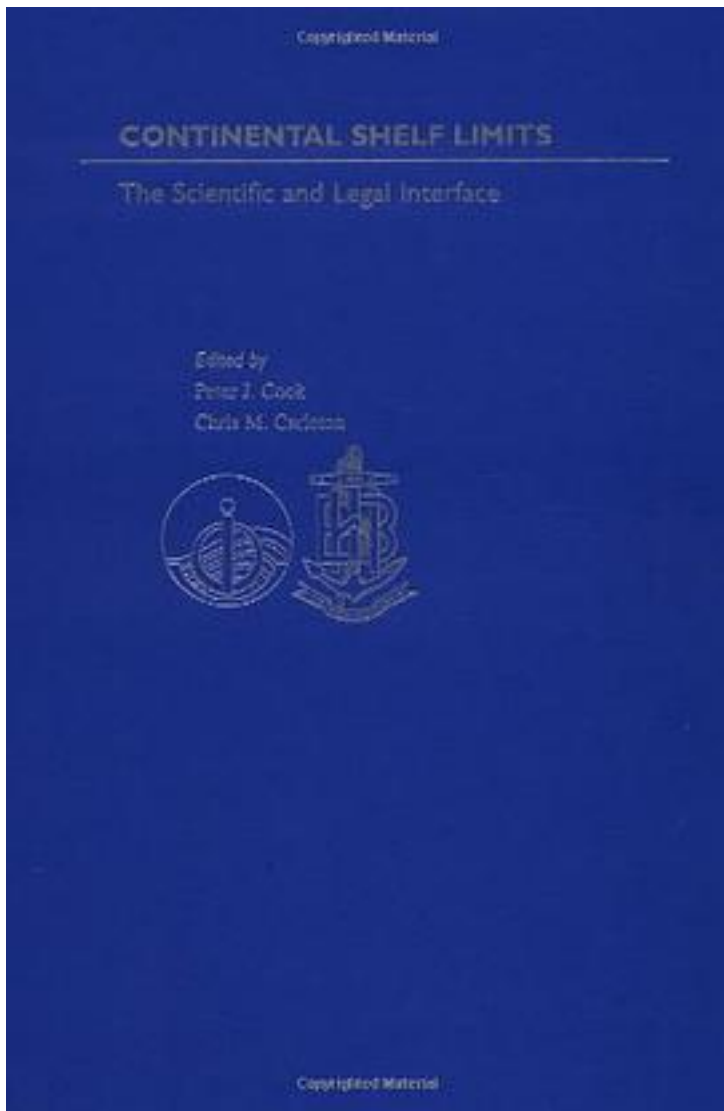 Copyrighted Material
CONTINENTAL SHELF LIMITS
The Scientific and Legal Interface
Edited by
Peter J. Cook
Chris M. Carleton
Copyrighted Material